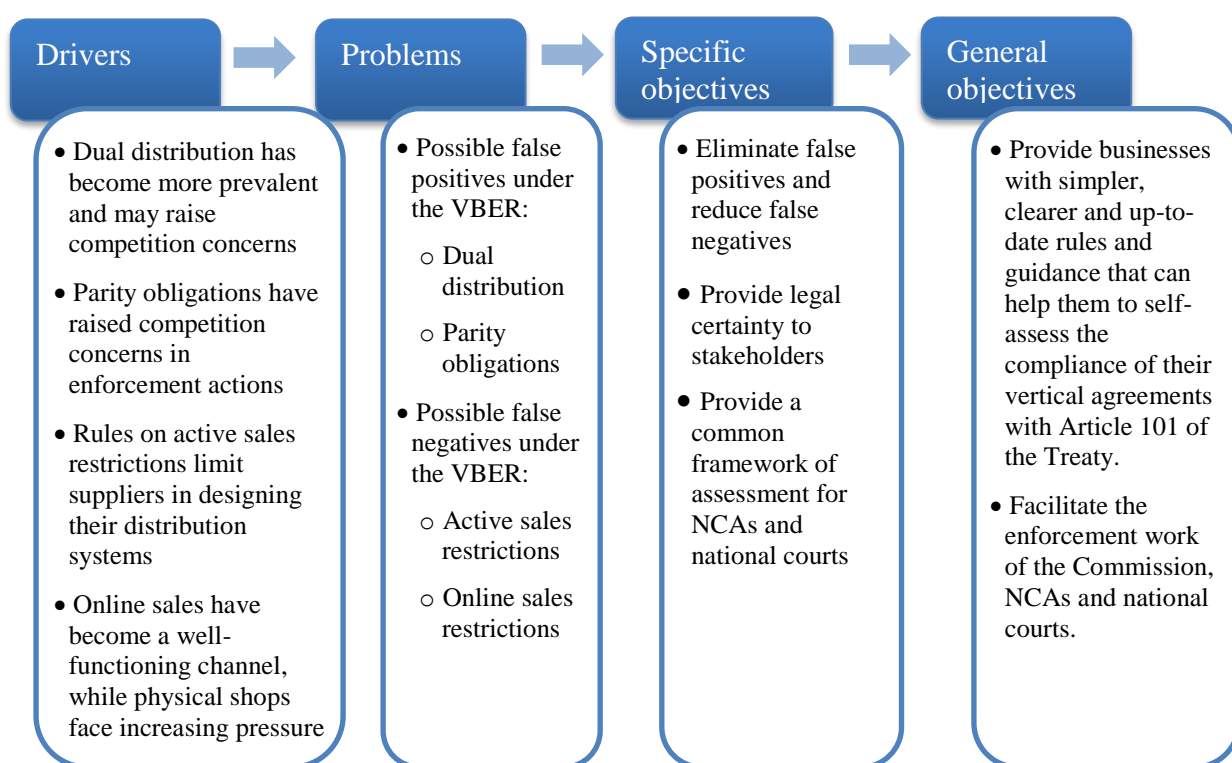 Drivers
• Dual distribution has
become more prevalent
and may raise
competition concerns
• Parity obligations have
raised competition
concerns in
enforcement actions
• Rules on active sales
restrictions limit
suppliers in designing
their distribution
systems
• Online sales have
become a well-
functioning channel,
while physical shops
face increasing pressure
Problems
• Possible false
positives under
the VBER:
o Dual
distribution
o Parity
obligations
• Possible false
negatives under
the VBER:
o Active sales
restrictions
o Online sales
restrictions
Specific
objectives
• Eliminate false
positives and
reduce false
negatives
• Provide legal
certainty to
stakeholders
• Provide a
common
framework of
assessment for
NCAs and
national courts
General
objectives
• Provide businesses
with simpler,
clearer and up-to-
date rules and
guidance that can
help them to self-
assess the
compliance of their
vertical agreements
with Article 101 of
the Treaty.
• Facilitate the
enforcement work
of the Commission,
NCAs and national
courts.